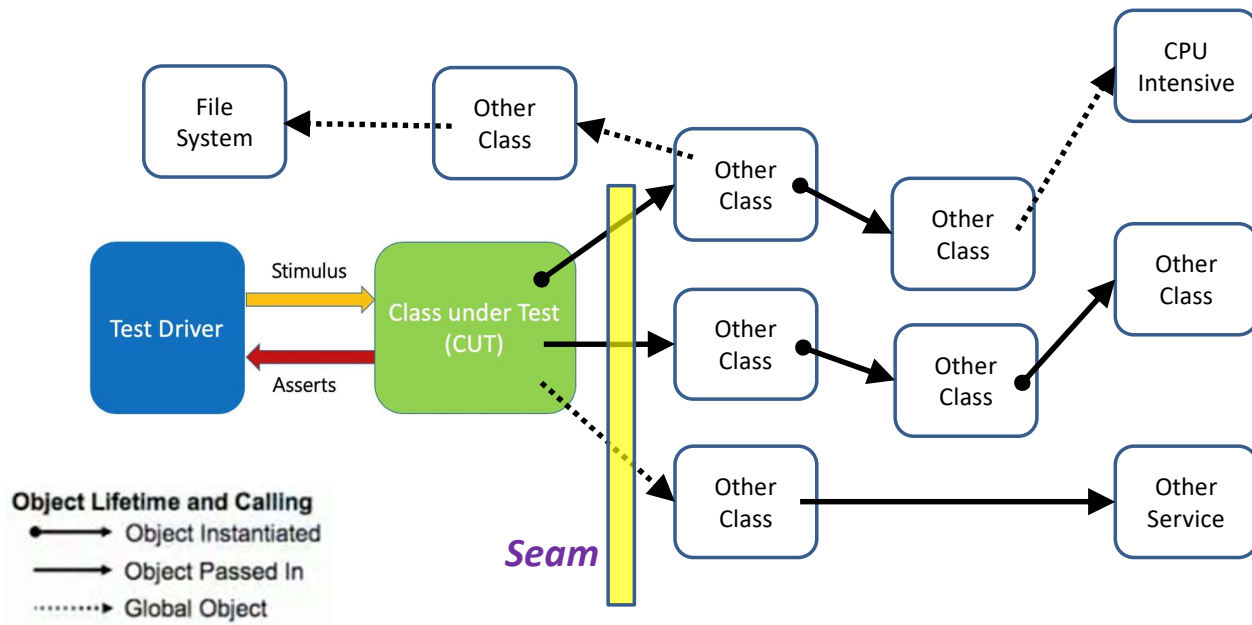 CPU
Intensive
File
System
Other
Class
Other
Class
Other
Class
Other
Class
Test Driver
Stimulus
Asserts
Class under Test
(CUT)
Other
Class
Other
Class
Other
Class
Other
Service
Seam
Object Lifetime and Calling
Object Instantiated
Object Passed In
Global Object